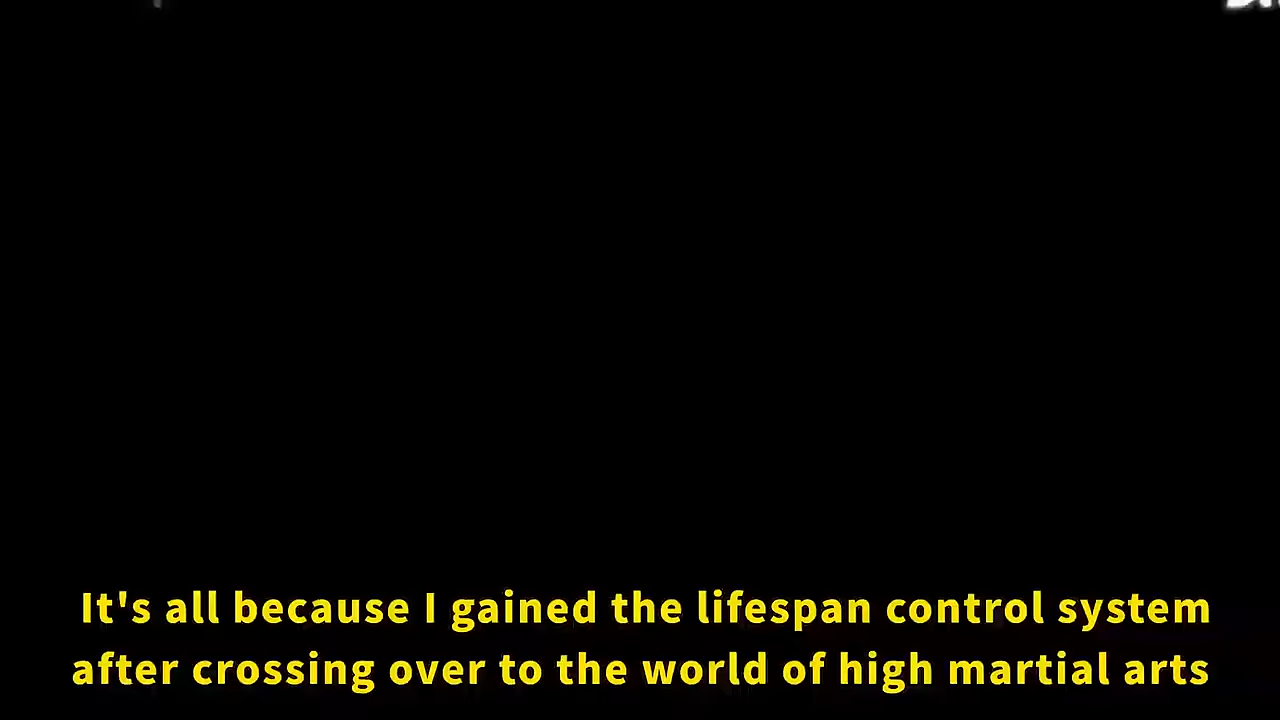 It's all because I gained the lifespan control system
after crossing over to the world of high martial arts